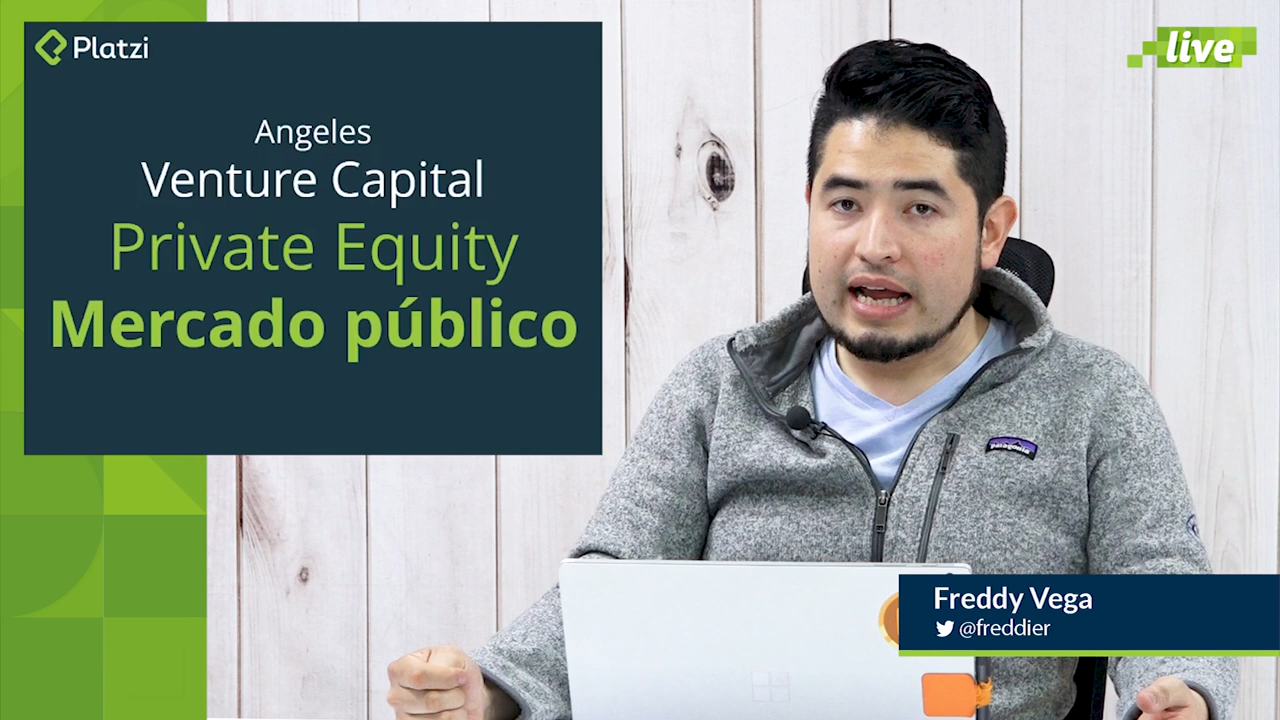 Platzi
live
Angeles
Venture Capital
Private Equity
Mercado público
patagonia
Freddy Vega
@freddier